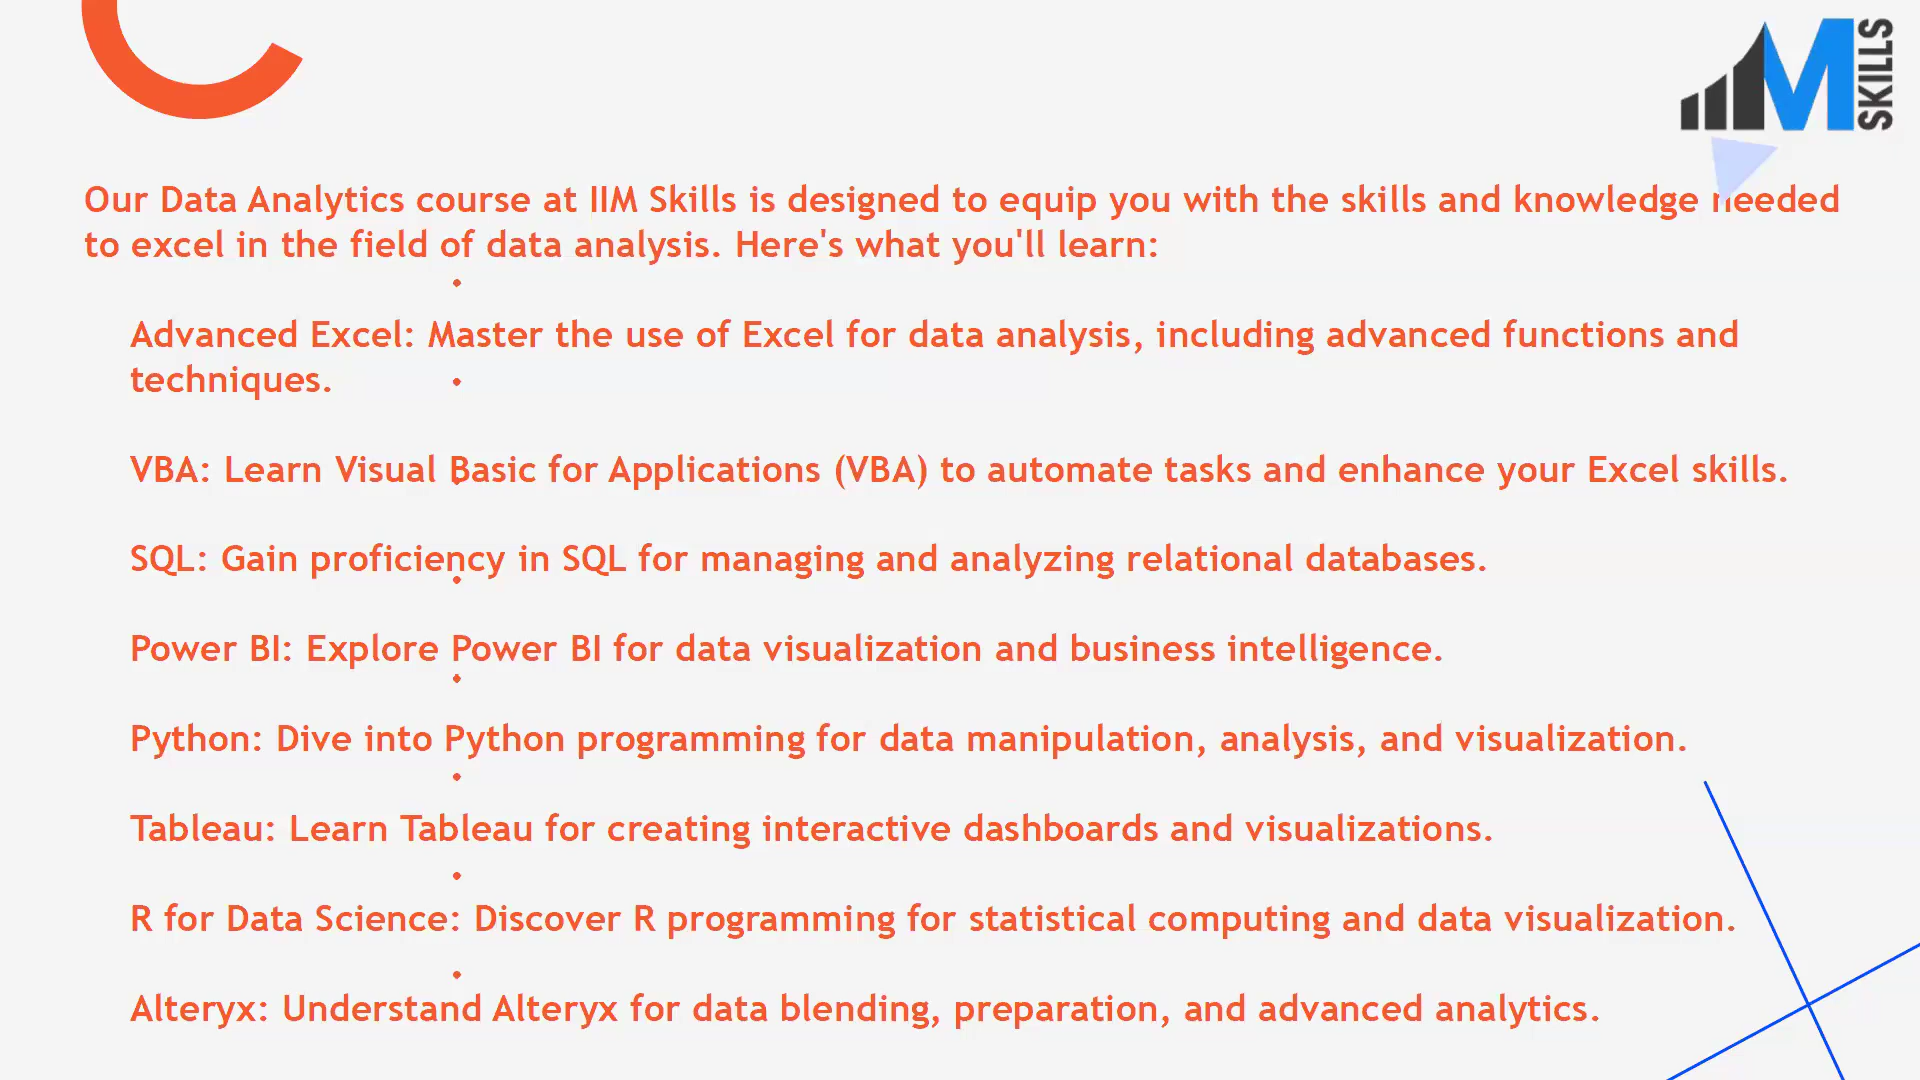 M
SKILLS
Our Data Analytics course at IIM Skills is designed to equip you with the skills and knowledge needed
to excel in the field of data analysis. Here's what you'll learn:
Advanced Excel: Master the use of Excel for data analysis, including advanced functions and
techniques.
VBA: Learn Visual Basic for Applications (VBA) to automate tasks and enhance your Excel skills.
SQL: Gain proficiency in SQL for managing and analyzing relational databases.
Power BI: Explore Power BI for data visualization and business intelligence.
Python: Dive into Python programming for data manipulation, analysis, and visualization.
Tableau: Learn Tableau for creating interactive dashboards and visualizations.
R for Data Science: Discover R programming for statistical computing and data visualization.
Alteryx: Understand Alteryx for data blending, preparation, and advanced analytics.